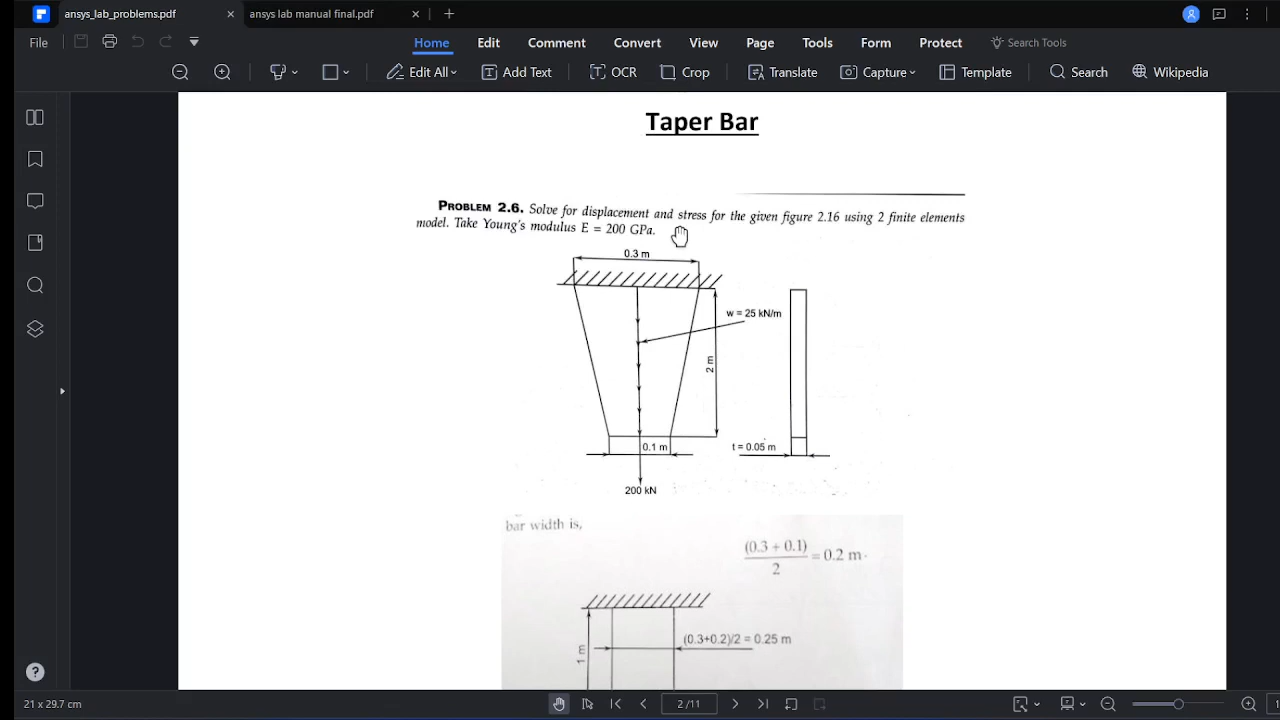 ansys_lab_problems.pdf
ansys lab manual final.pdf
File
Home
Edit
Comment
Convert
View
Page
Tools
Form
Protect
Search Tools
Edit All
Add Text
OCR
Crop
Translate
Capture
Template
Search
Wikipedia
Taper Bar
PROBLEM 2.6. Solve for displacement and stress for the given figure 2.16 using 2 finite elements
model. Take Young's modulus E = 200 GPa.
0.3 m
w = 25 kN/m
2 m
0.1 m
t = 0.05 m
200 kN
bar width is,
(0.3 + 0.1)
2
= 0.2 m.
(0.3+0.2)/2 = 0.25 m
1 m
21 x 29.7 cm
2 /11